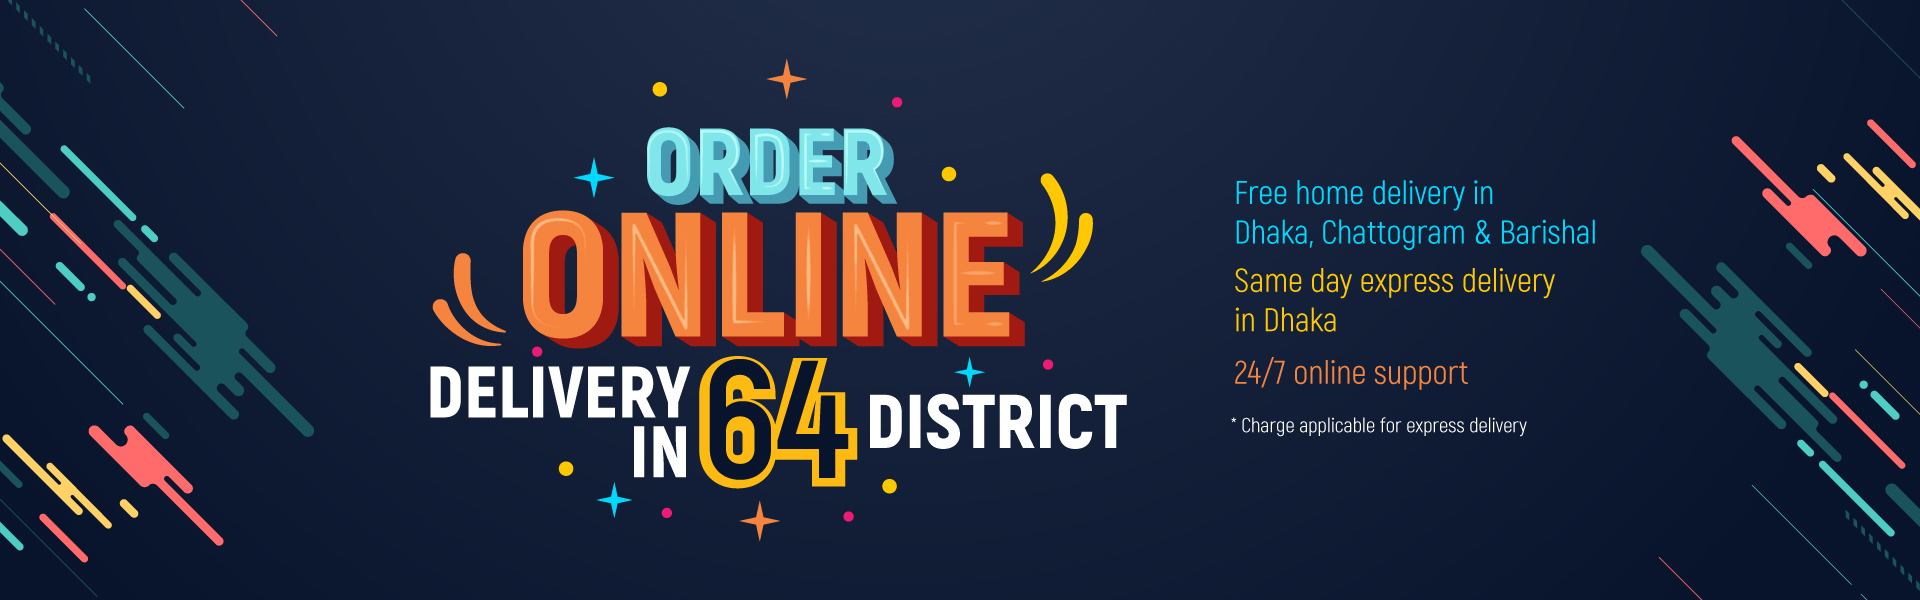 ORDER
ONLINE
DELIVERY
IN 64 DISTRICT
Free home delivery in
Dhaka, Chattogram & Barishal
Same day express delivery
in Dhaka
24/7 online support
* Charge applicable for express delivery